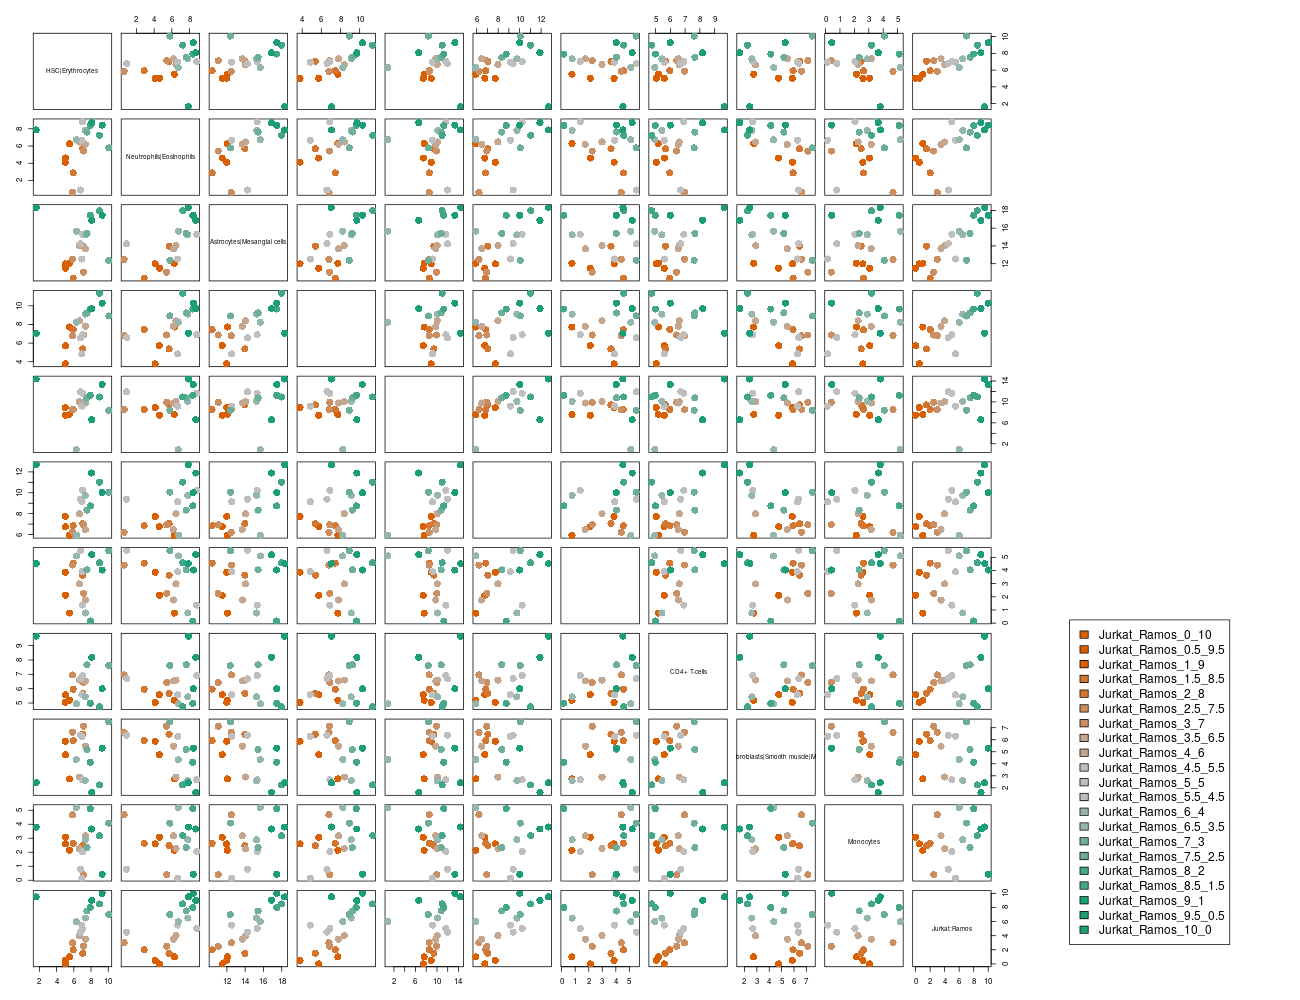 2 4 6 8
4 6 8 10
6 8 10 12
5 6 7 8 9
0 1 2 3 4 5
HSC|Erythrocytes
2 4 6 8 10
2 4 6 8
Neutrophils|Eosinophils
Astrocytes|Mesangial cells
12 14 16 18
4 6 8 10
2 6 10 14
6 8 10 12
0 1 2 3 4 5
5 6 7 8 9
CD4+ T-cells
broblasts|Smooth muscle|M
2 3 4 5 6 7
0 1 2 3 4 5
Monocytes
Jurkat:Ramos
0 2 4 6 8 10
2 4 6 8 10
12 14 16 18
2 6 10 14
0 1 2 3 4 5
2 3 4 5 6 7
0 2 4 6 8 10
Jurkat_Ramos_0_10
Jurkat_Ramos_0.5_9.5
Jurkat_Ramos_1_9
Jurkat_Ramos_1.5_8.5
Jurkat_Ramos_2_8
Jurkat_Ramos_2.5_7.5
Jurkat_Ramos_3_7
Jurkat_Ramos_3.5_6.5
Jurkat_Ramos_4_6
Jurkat_Ramos_4.5_5.5
Jurkat_Ramos_5_5
Jurkat_Ramos_5.5_4.5
Jurkat_Ramos_6_4
Jurkat_Ramos_6.5_3.5
Jurkat_Ramos_7_3
Jurkat_Ramos_7.5_2.5
Jurkat_Ramos_8_2
Jurkat_Ramos_8.5_1.5
Jurkat_Ramos_9_1
Jurkat_Ramos_9.5_0.5
Jurkat_Ramos_10_0